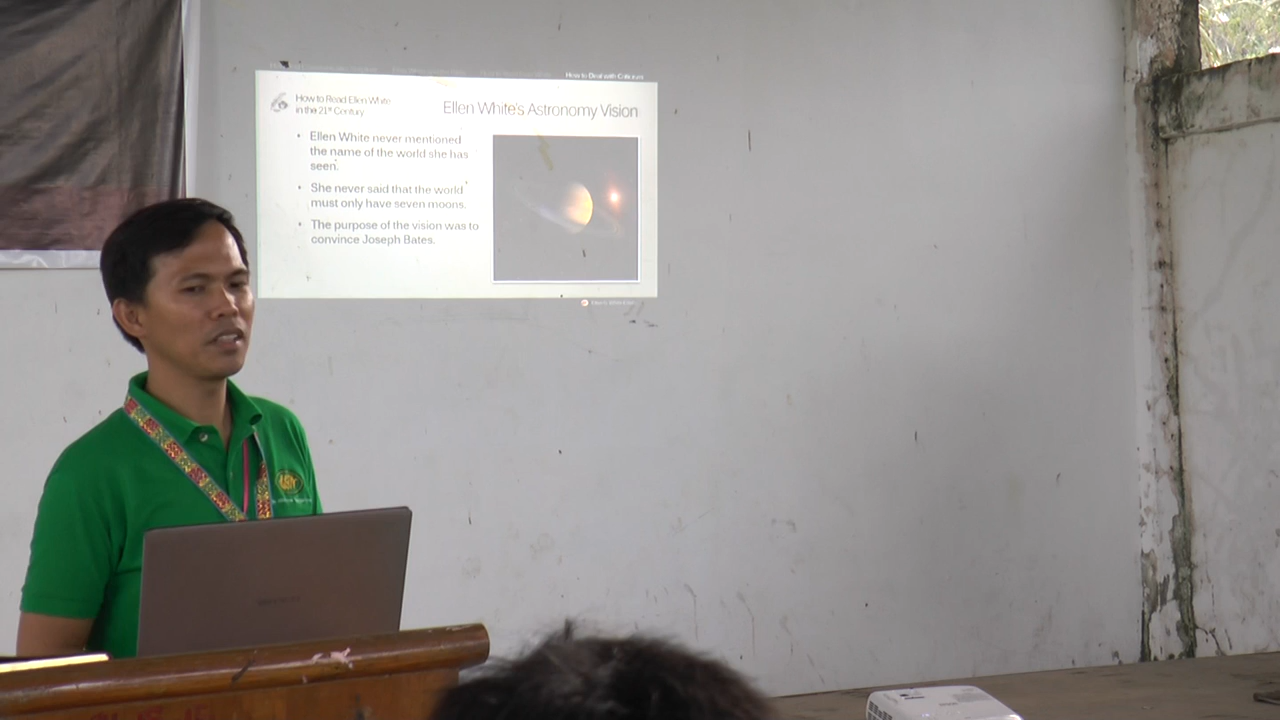 How to Deal with Criticisms
How to Read Ellen White
in the 21st Century
Ellen White's Astronomy Vision
• Ellen White never mentioned
the name of the world she has
seen.
• She never said that the world
must only have seven moons.
• The purpose of the vision was to
convince Joseph Bates.